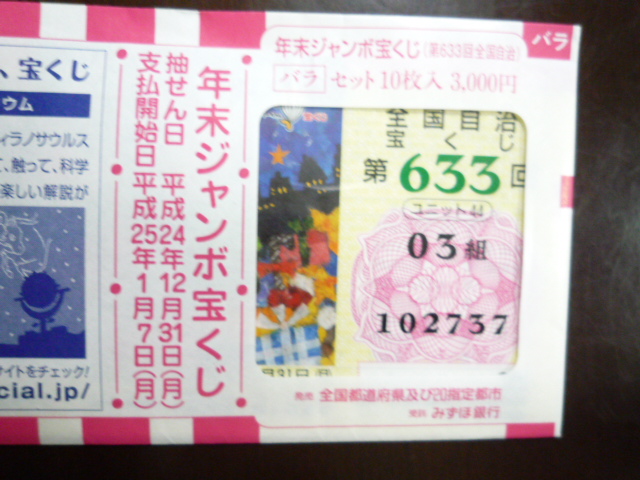 バラ
年末ジャンボ宝くじ(第633回全国自治)
バラ セット10枚入 3,000円
年末ジャンボ宝くじ
抽せん日 平成24年12月31日(月)
支払開始日 平成25年1月7日(月)
全国自治
宝くじ
第633回
ユニット44
03組
102737
月31日(月)
発売 全国都道府県及び20指定都市
受託 みずほ銀行
、宝くじ
ウム
ィラノサウルス
て、触って、科学
楽しい解説が
サイトをチェック!
cial.jp/